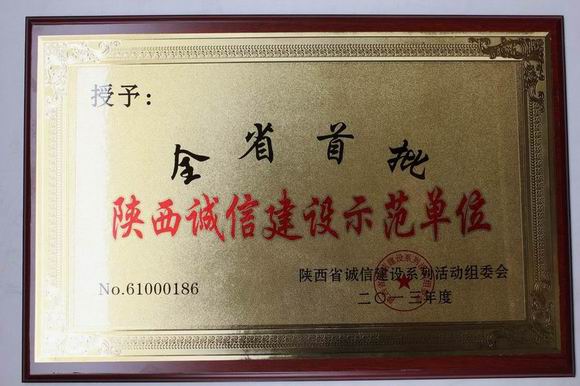 授予：
全省首批
陕西诚信建设示范单位
陕西省诚信建设系列活动组委会
No.61000186
二〇一三年度